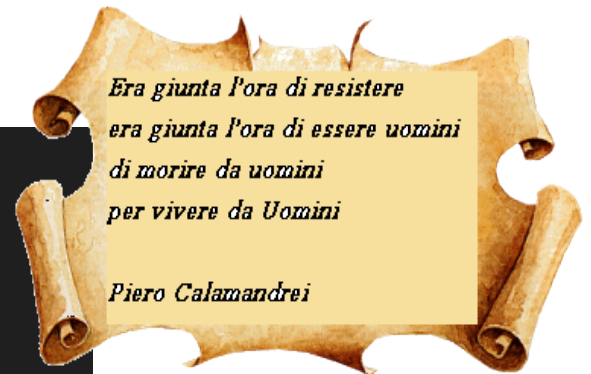 Era giunta l'ora di resistere
era giunta l'ora di essere uomini
di morire da uomini
per vivere da Uomini
Piero Calamandrei